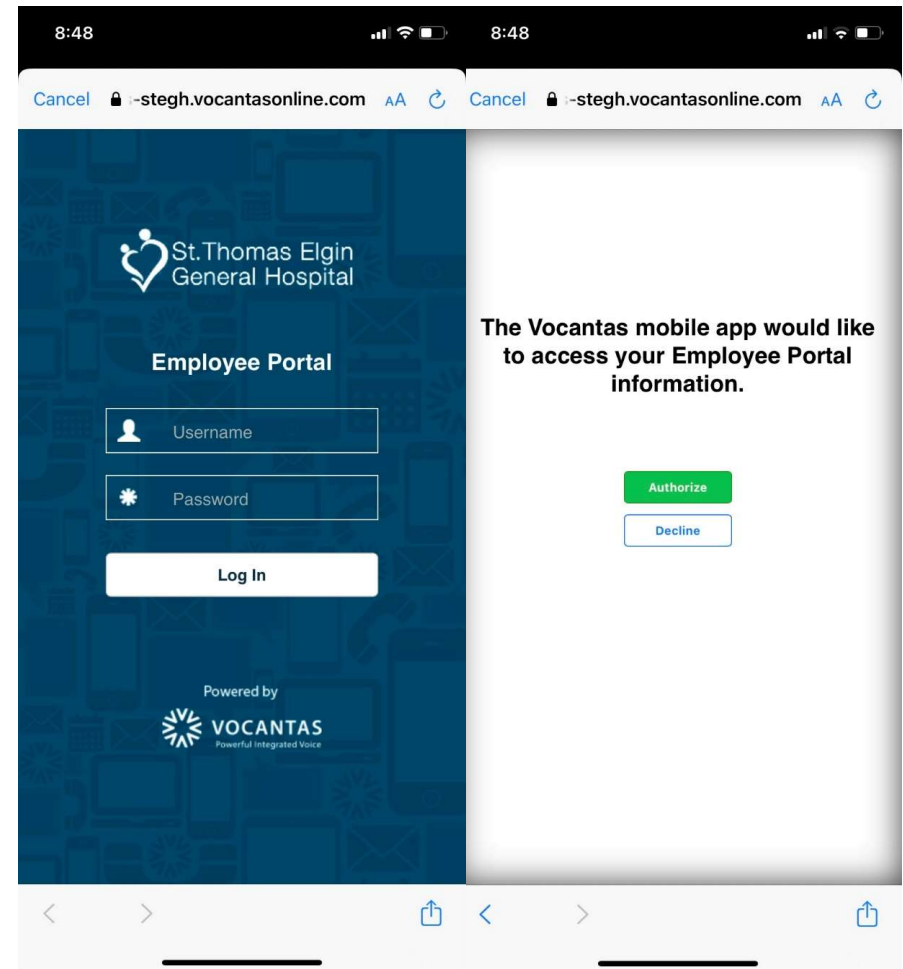 8:48
Cancel
-stegh.vocantasonline.com
AA
St.Thomas Elgin
General Hospital
Employee Portal
Username
Password
Log In
Powered by
VOCANTAS
Powerful Integrated Voice
8:48
Cancel
-stegh.vocantasonline.com
AA
The Vocantas mobile app would like
to access your Employee Portal
information.
Authorize
Decline